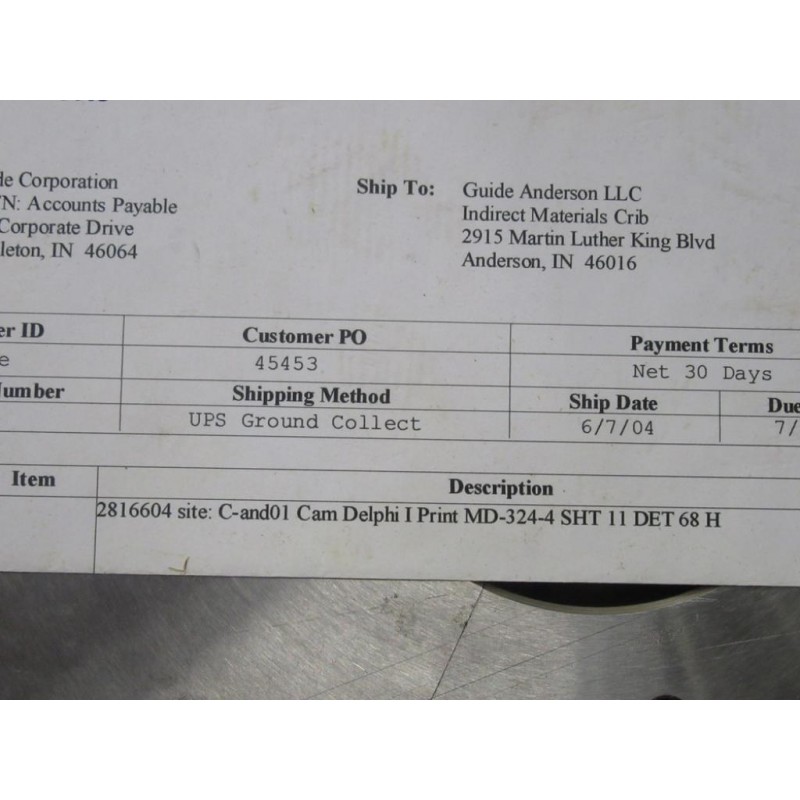 de Corporation
TN: Accounts Payable
Corporate Drive
leton, IN 46064
Ship To: Guide Anderson LLC
Indirect Materials Crib
2915 Martin Luther King Blvd
Anderson, IN 46016
er ID Customer PO Payment Terms
e 45453 Net 30 Days
umber Shipping Method Ship Date Due
UPS Ground Collect 6/7/04 7/
Item Description
2816604 site: C-and01 Cam Delphi I Print MD-324-4 SHT 11 DET 68 H